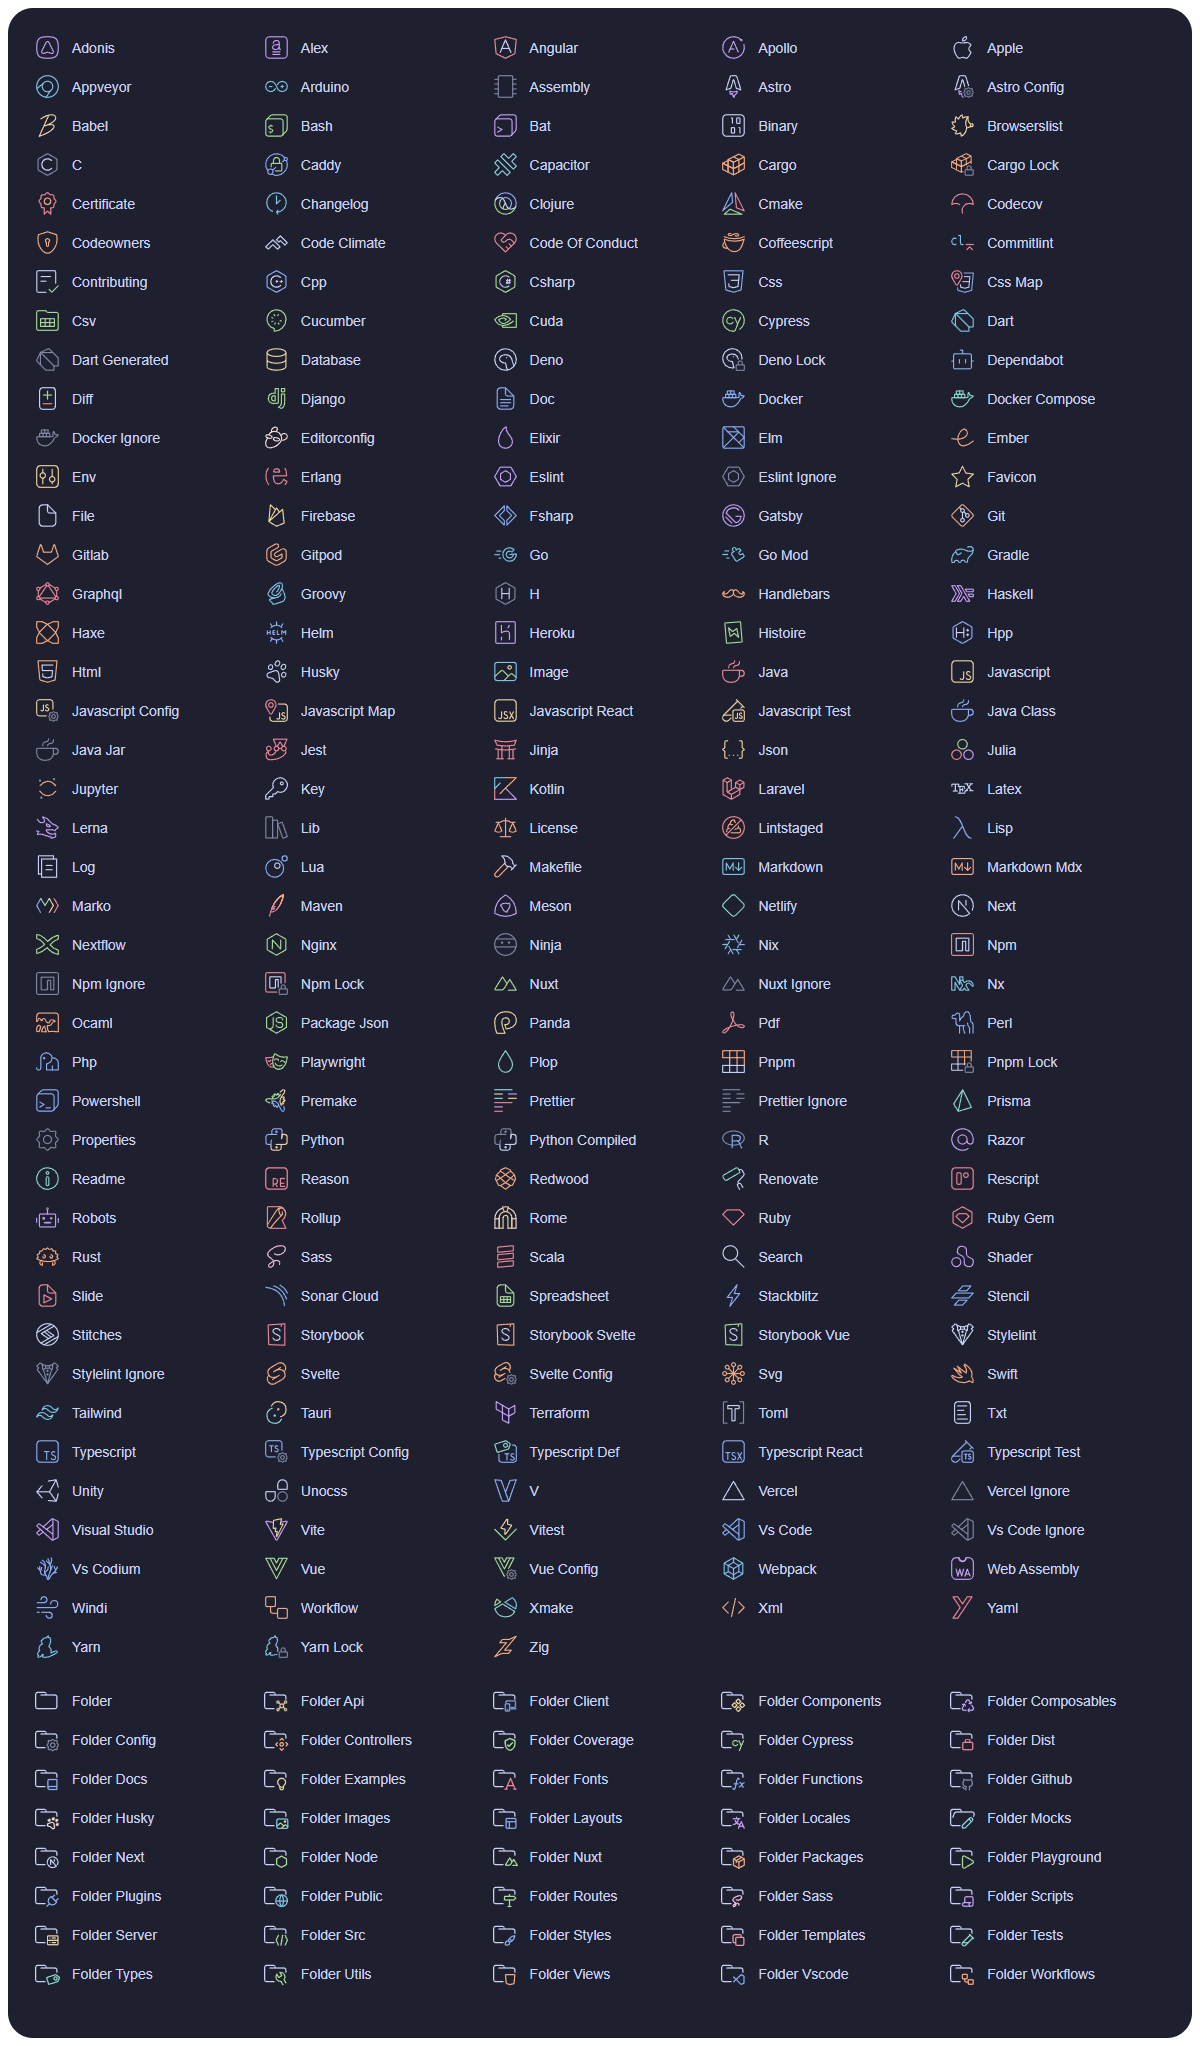 Adonis Alex Angular Apollo Apple
Appveyor Arduino Assembly Astro Astro Config
Babel Bash Bat Binary Browserslist
C Caddy Capacitor Cargo Cargo Lock
Certificate Changelog Clojure Cmake Codecov
Codeowners Code Climate Code Of Conduct Coffeescript Commitlint
Contributing Cpp Csharp Css Css Map
Csv Cucumber Cuda Cypress Dart
Dart Generated Database Deno Deno Lock Dependabot
Diff Django Doc Docker Docker Compose
Docker Ignore Editorconfig Elixir Elm Ember
Env Erlang Eslint Eslint Ignore Favicon
File Firebase Fsharp Gatsby Git
Gitlab Gitpod Go Go Mod Gradle
Graphql Groovy H Handlebars Haskell
Haxe Helm Heroku Histoire Hpp
Html Husky Image Java Javascript
Javascript Config Javascript Map Javascript React Javascript Test Java Class
Java Jar Jest Jinja Json Julia
Jupyter Key Kotlin Laravel Latex
Lerna Lib License Lintstaged Lisp
Log Lua Makefile Markdown Markdown Mdx
Marko Maven Meson Netlify Next
Nextflow Nginx Ninja Nix Npm
Npm Ignore Npm Lock Nuxt Nuxt Ignore Nx
Ocaml Package Json Panda Pdf Perl
Php Playwright Plop Pnpm Pnpm Lock
Powershell Premake Prettier Prettier Ignore Prisma
Properties Python Python Compiled R Razor
Readme Reason Redwood Renovate Rescript
Robots Rollup Rome Ruby Ruby Gem
Rust Sass Scala Search Shader
Slide Sonar Cloud Spreadsheet Stackblitz Stencil
Stitches Storybook Storybook Svelte Storybook Vue Stylelint
Stylelint Ignore Svelte Svelte Config Svg Swift
Tailwind Tauri Terraform Toml Txt
Typescript Typescript Config Typescript Def Typescript React Typescript Test
Unity Unocss V Vercel Vercel Ignore
Visual Studio Vite Vitest Vs Code Vs Code Ignore
Vs Codium Vue Vue Config Webpack Web Assembly
Windi Workflow Xmake Xml Yaml
Yarn Yarn Lock Zig
Folder Folder Api Folder Client Folder Components Folder Composables
Folder Config Folder Controllers Folder Coverage Folder Cypress Folder Dist
Folder Docs Folder Examples Folder Fonts Folder Functions Folder Github
Folder Husky Folder Images Folder Layouts Folder Locales Folder Mocks
Folder Next Folder Node Folder Nuxt Folder Packages Folder Playground
Folder Plugins Folder Public Folder Routes Folder Sass Folder Scripts
Folder Server Folder Src Folder Styles Folder Templates Folder Tests
Folder Types Folder Utils Folder Views Folder Vscode Folder Workflows